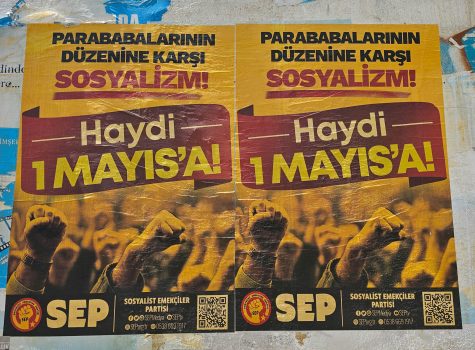 PARABABALARININ
DÜZENİNE KARŞI
SOSYALİZM!
Haydi
1 MAYIS'A!
SEP
SOSYALİST EMEKÇİLER
PARTİSİ
PARABABALARININ
DÜZENİNE KARŞI
SOSYALİZM!
Haydi
1 MAYIS'A!
SEP
SOSYALİST EMEKÇİLER
PARTİSİ